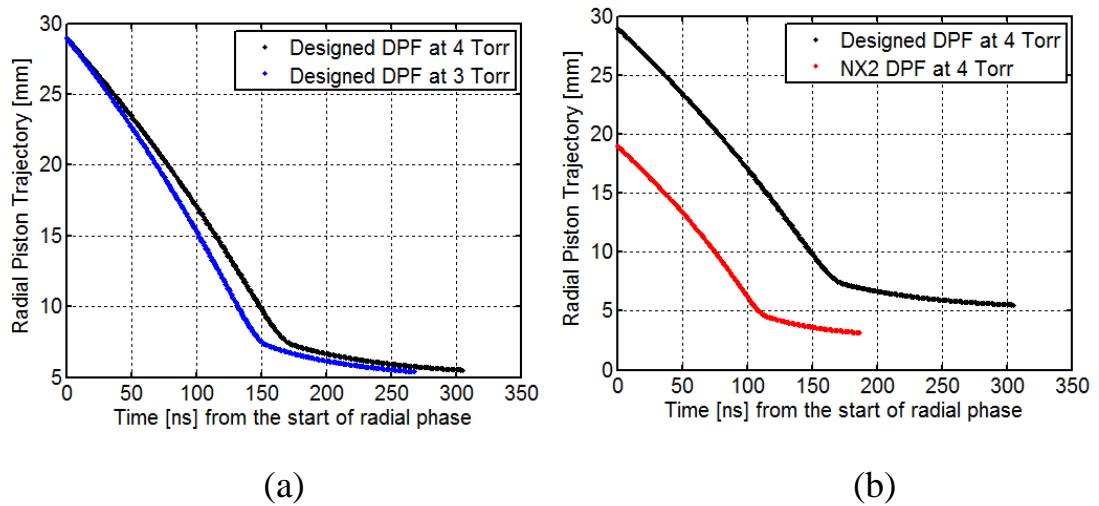 30
25
20
15
10
5
Radial Piston Trajectory [mm]
Designed DPF at 4 Torr
Designed DPF at 3 Torr
0 50 100 150 200 250 300 350
Time [ns] from the start of radial phase
(a)
30
25
20
15
10
5
0
Radial Piston Trajectory [mm]
Designed DPF at 4 Torr
NX2 DPF at 4 Torr
0 50 100 150 200 250 300 350
Time [ns] from the start of radial phase
(b)